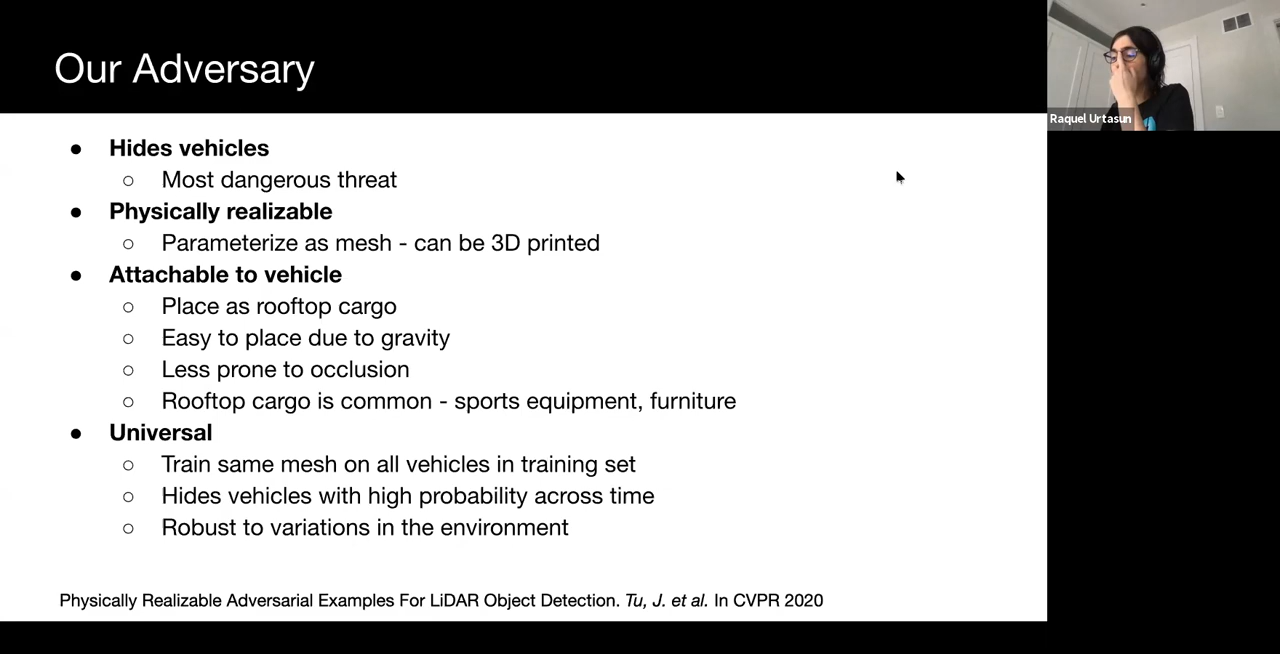 Our Adversary
Raquel Urtasun
● Hides vehicles
○ Most dangerous threat
● Physically realizable
○ Parameterize as mesh - can be 3D printed
● Attachable to vehicle
○ Place as rooftop cargo
○ Easy to place due to gravity
○ Less prone to occlusion
○ Rooftop cargo is common - sports equipment, furniture
● Universal
○ Train same mesh on all vehicles in training set
○ Hides vehicles with high probability across time
○ Robust to variations in the environment
Physically Realizable Adversarial Examples For LiDAR Object Detection. Tu, J. et al. In CVPR 2020